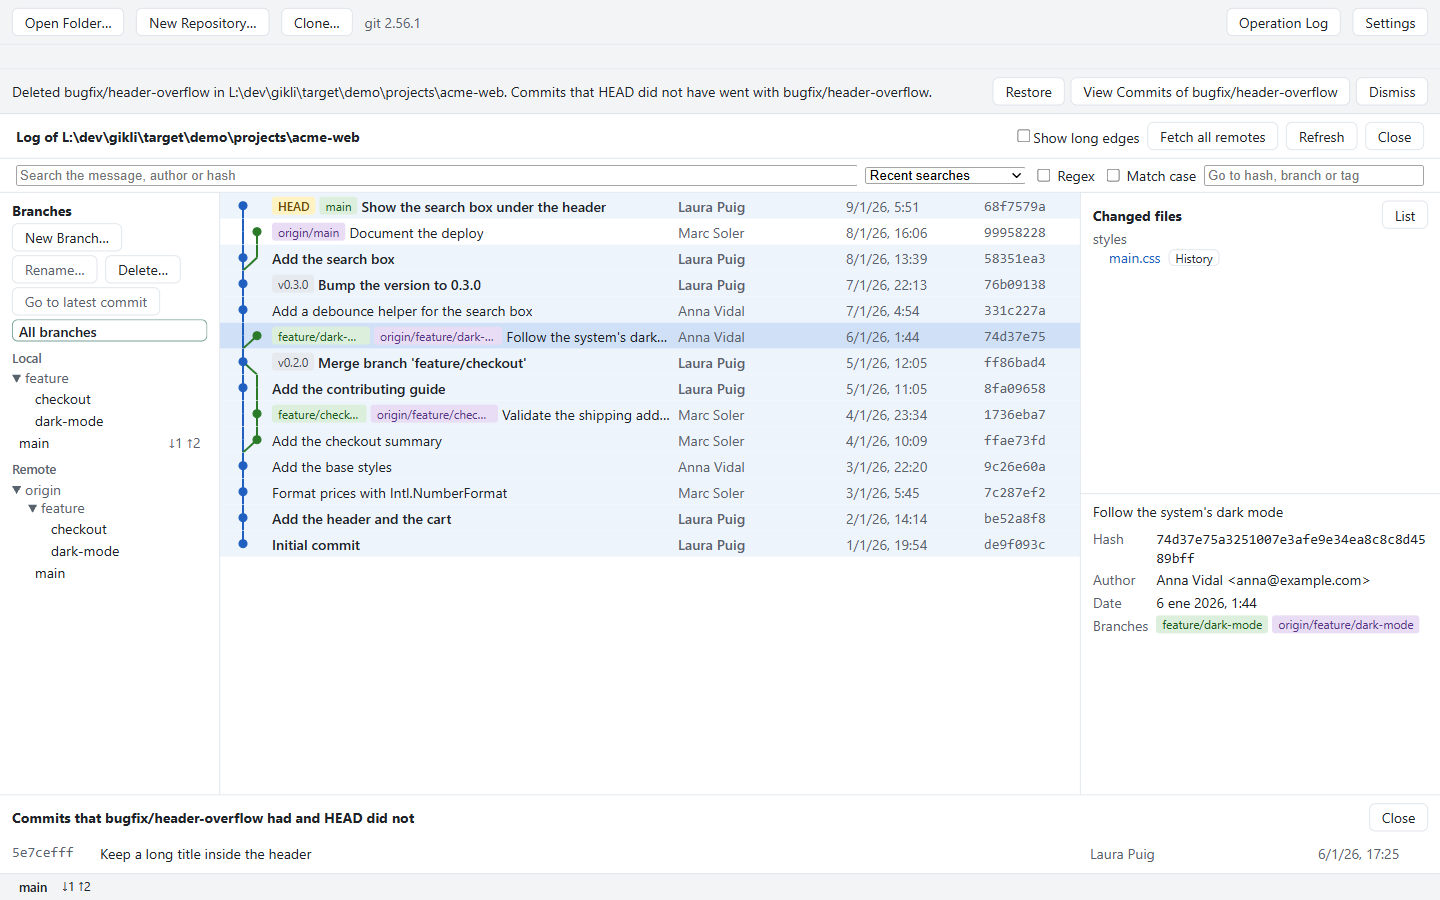 Open Folder... New Repository... Clone... git 2.56.1 Operation Log Settings
Deleted bugfix/header-overflow in L:\dev\gikli\target\demo\projects\acme-web. Commits that HEAD did not have went with bugfix/header-overflow. Restore View Commits of bugfix/header-overflow Dismiss
Log of L:\dev\gikli\target\demo\projects\acme-web Show long edges Fetch all remotes Refresh Close
Search the message, author or hash Recent searches Regex Match case Go to hash, branch or tag
Branches
New Branch...
Rename... Delete...
Go to latest commit
All branches
Local
feature
checkout
dark-mode
main ↓1 ↑2
Remote
origin
feature
checkout
dark-mode
main
HEAD main Show the search box under the header Laura Puig 9/1/26, 5:51 68f7579a
origin/main Document the deploy Marc Soler 8/1/26, 16:06 99958228
Add the search box Laura Puig 8/1/26, 13:39 58351ea3
v0.3.0 Bump the version to 0.3.0 Laura Puig 7/1/26, 22:13 76b09138
Add a debounce helper for the search box Anna Vidal 7/1/26, 4:54 331c227a
feature/dark-... origin/feature/dark-... Follow the system's dark... Anna Vidal 6/1/26, 1:44 74d37e75
v0.2.0 Merge branch 'feature/checkout' Laura Puig 5/1/26, 12:05 ff86bad4
Add the contributing guide Laura Puig 5/1/26, 11:05 8fa09658
feature/check... origin/feature/chec... Validate the shipping add... Marc Soler 4/1/26, 23:34 1736eba7
Add the checkout summary Marc Soler 4/1/26, 10:09 ffae73fd
Add the base styles Anna Vidal 3/1/26, 22:20 9c26e60a
Format prices with Intl.NumberFormat Marc Soler 3/1/26, 5:45 7c287ef2
Add the header and the cart Laura Puig 2/1/26, 14:14 be52a8f8
Initial commit Laura Puig 1/1/26, 19:54 de9f093c
Changed files List
styles
main.css History
Follow the system's dark mode
Hash 74d37e75a3251007e3afe9e34ea8c8c8d45
89bff
Author Anna Vidal <anna@example.com>
Date 6 ene 2026, 1:44
Branches feature/dark-mode origin/feature/dark-mode
Commits that bugfix/header-overflow had and HEAD did not Close
5e7cefff Keep a long title inside the header Laura Puig 6/1/26, 17:25
main ↓1 ↑2